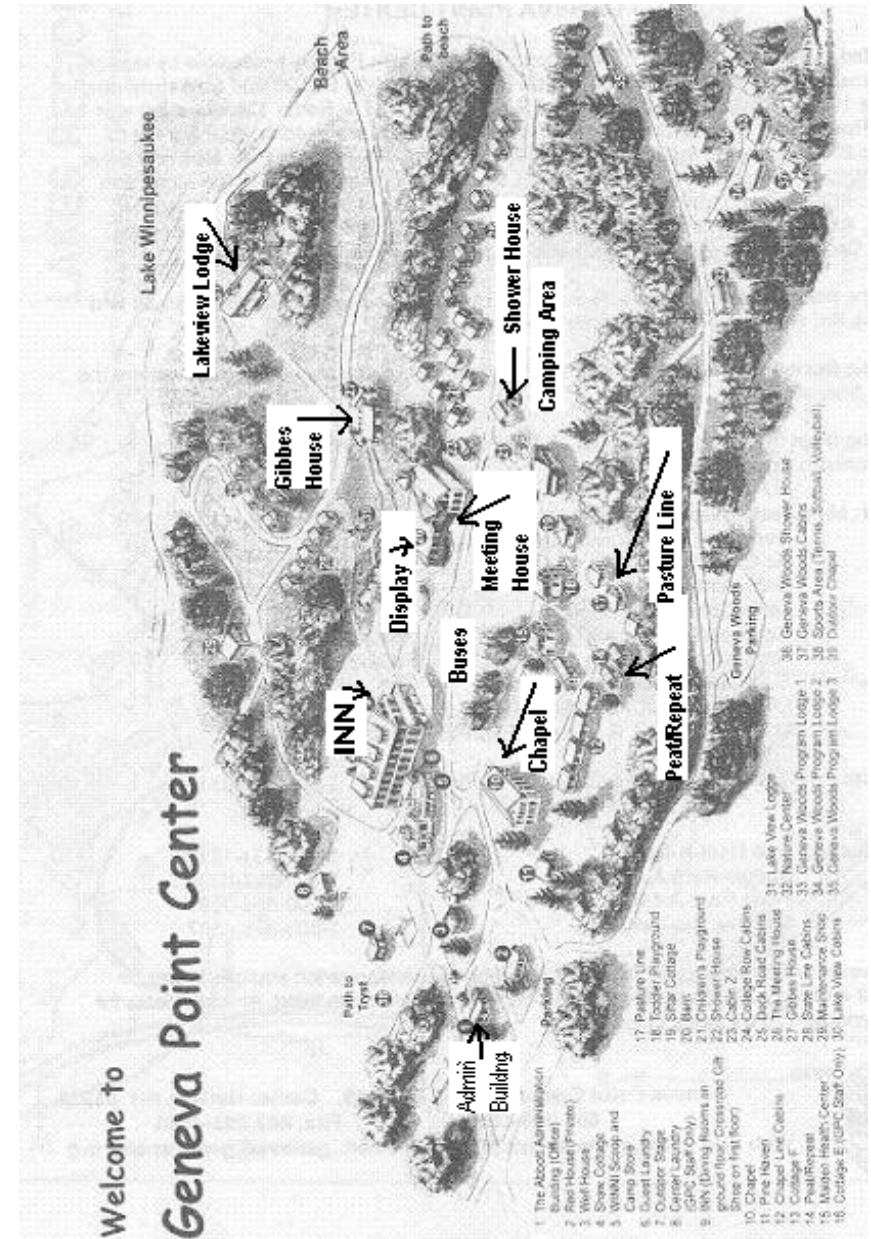 Welcome to
Geneva Point Center
Lake Winnipesaukee
Beach
Area
Path to
beach
Lakeview Lodge
Gibbes
House
Shower House
Camping Area
Display
Meeting
House
INN
Buses
Chapel
Pasture Line
Peat/Repeat
Geneva Woods
Parking
Path to
Tryst
Parking
Admin
Buildng
1. The Abbott Administration
Building (Office)
2. Red House (Private)
3. Well House
4. Snow Cottage
5. WINNI Scoop and
Camp Store
6. Guest Laundry
7. Outdoor Stage
8. Center Laundry
(GPC Staff Only)
9. INN (Dining Rooms on
ground floor, Crossroad Gift
Shop on first floor)
10. Chapel
11. Pine Haven
12. Chapel Line Cabins
13. Cottage F
14. Peat/Repeat
15. Maiden Health Center
16. Cottage E (GPC Staff Only)
17. Pasture Line
18. Toddler Playground
19. Sittar Cottage
20. Barn
21. Children's Playground
22. Shower House
23. Cabin Z
24. College Row Cabins
25. Dock Road Cabins
26. The Meeting House
27. Gibbes House
28. State Line Cabins
29. Maintenance Shop
30. Lake View Cabins
31. Lake View Lodge
32. Nature Center
33. Geneva Woods Program Lodge 1
34. Geneva Woods Program Lodge 2
35. Geneva Woods Program Lodge 3
36. Geneva Woods Shower House
37. Geneva Woods Cabins
38. Sports Area (Tennis, Softball, Volleyball)
39. Outdoor Chapel